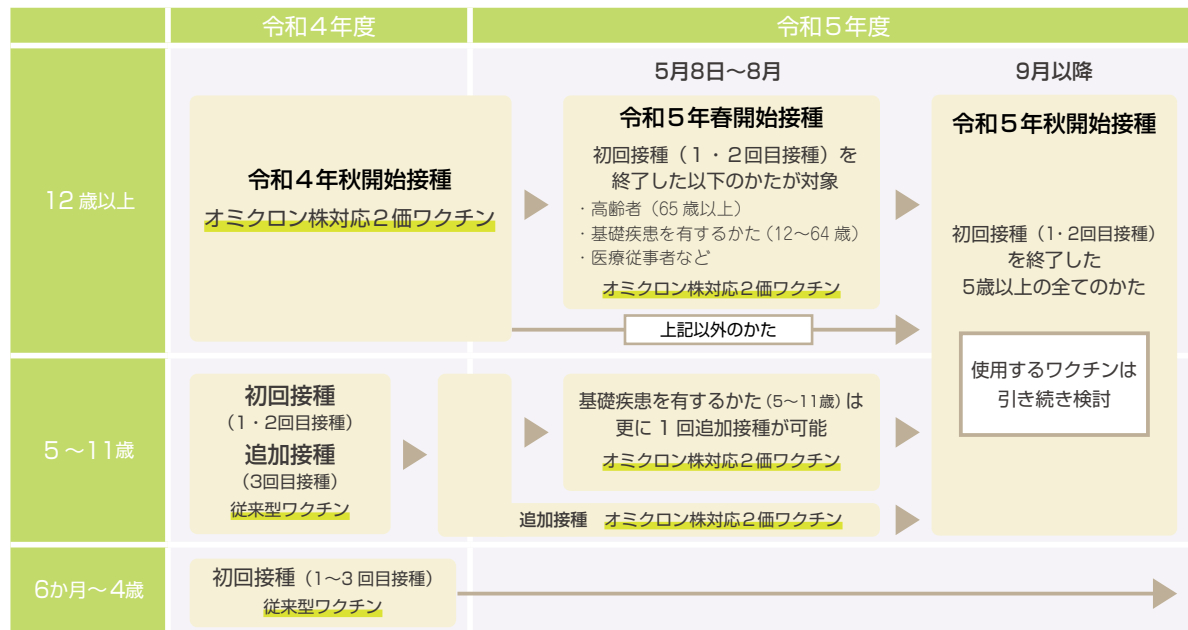 令和４年度
令和５年度
12歳以上
令和４年秋開始接種
オミクロン株対応２価ワクチン
5月8日〜8月
令和５年春開始接種
初回接種（１・２回目接種）を
終了した以下のかたが対象
・高齢者（65歳以上）
・基礎疾患を有するかた（12〜64歳）
・医療従事者など
オミクロン株対応２価ワクチン
上記以外のかた
9月以降
令和５年秋開始接種
初回接種（1・2回目接種）
を終了した
5歳以上の全てのかた
使用するワクチンは
引き続き検討
５〜11歳
初回接種
（1・2回目接種）
追加接種
（3回目接種）
従来型ワクチン
基礎疾患を有するかた（5〜11歳）は
更に１回追加接種が可能
オミクロン株対応２価ワクチン
追加接種 オミクロン株対応２価ワクチン
6か月〜4歳
初回接種（1〜3回目接種）
従来型ワクチン